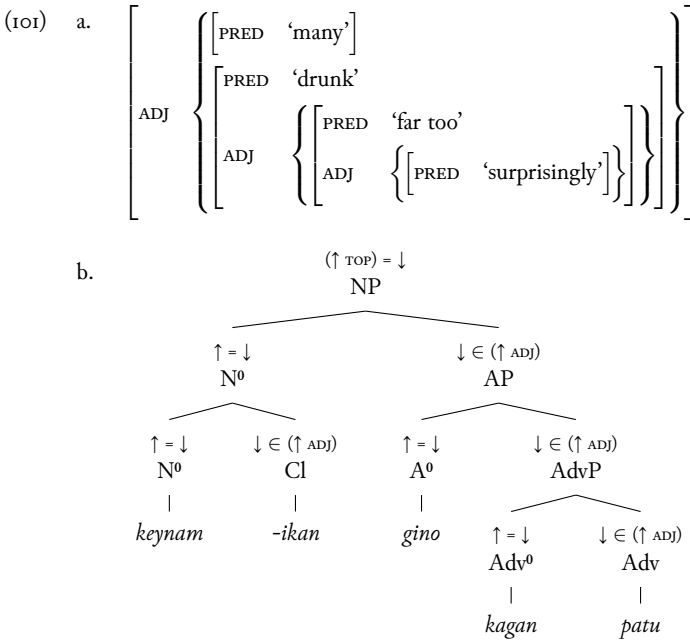 (101) a.
[PRED 'many']
PRED 'drunk'
PRED 'far too'
ADJ
ADJ
ADJ {[PRED 'surprisingly']}
b.
(↑ TOP) = ↓
NP
↑ = ↓ ↓ ∈ (↑ ADJ)
N⁰ AP
↑ = ↓ ↓ ∈ (↑ ADJ) ↑ = ↓ ↓ ∈ (↑ ADJ)
N⁰ Cl A⁰ AdvP
keynam -ikan gino
↑ = ↓ ↓ ∈ (↑ ADJ)
Adv⁰ Adv
kagan patu